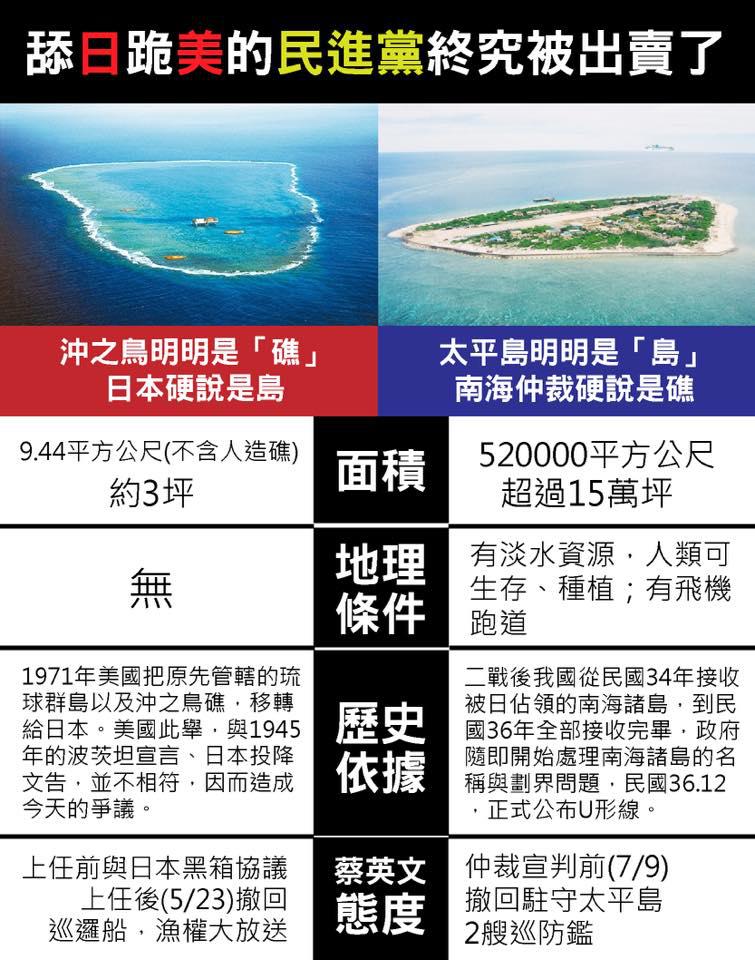 舔日跪美的民進黨終究被出賣了
沖之鳥明明是「礁」
日本硬說是島
太平島明明是「島」
南海仲裁硬說是礁
9.44平方公尺(不含人造礁)
約3坪
面積
520000平方公尺
超過15萬坪
無
地理
條件
有淡水資源，人類可
生存、種植；有飛機
跑道
1971年美國把原先管轄的琉
球群島以及沖之鳥礁，移轉
給日本。美國此舉，與1945
年的波茨坦宣言、日本投降
文告，並不相符，因而造成
今天的爭議。
歷史
依據
二戰後我國從民國34年接收
被日佔領的南海諸島，到民
國36年全部接收完畢，政府
隨即開始處理南海諸島的名
稱與劃界問題，民國36.12
，正式公布U形線。
上任前與日本黑箱協議
上任後(5/23)撤回
巡邏船，漁權大放送
蔡英文
態度
仲裁宣判前(7/9)
撤回駐守太平島
2艘巡防鑑